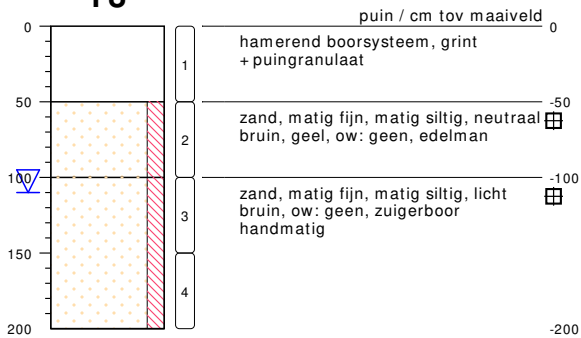 puin / cm tov maaiveld
0
0
hamerend boorsysteem, grint
+ puingranulaat
1
50
-50
zand, matig fijn, matig siltig, neutraal
bruin, geel, ow: geen, edelman
2
100
-100
zand, matig fijn, matig siltig, licht
bruin, ow: geen, zuigerboor
handmatig
3
150
4
200
-200